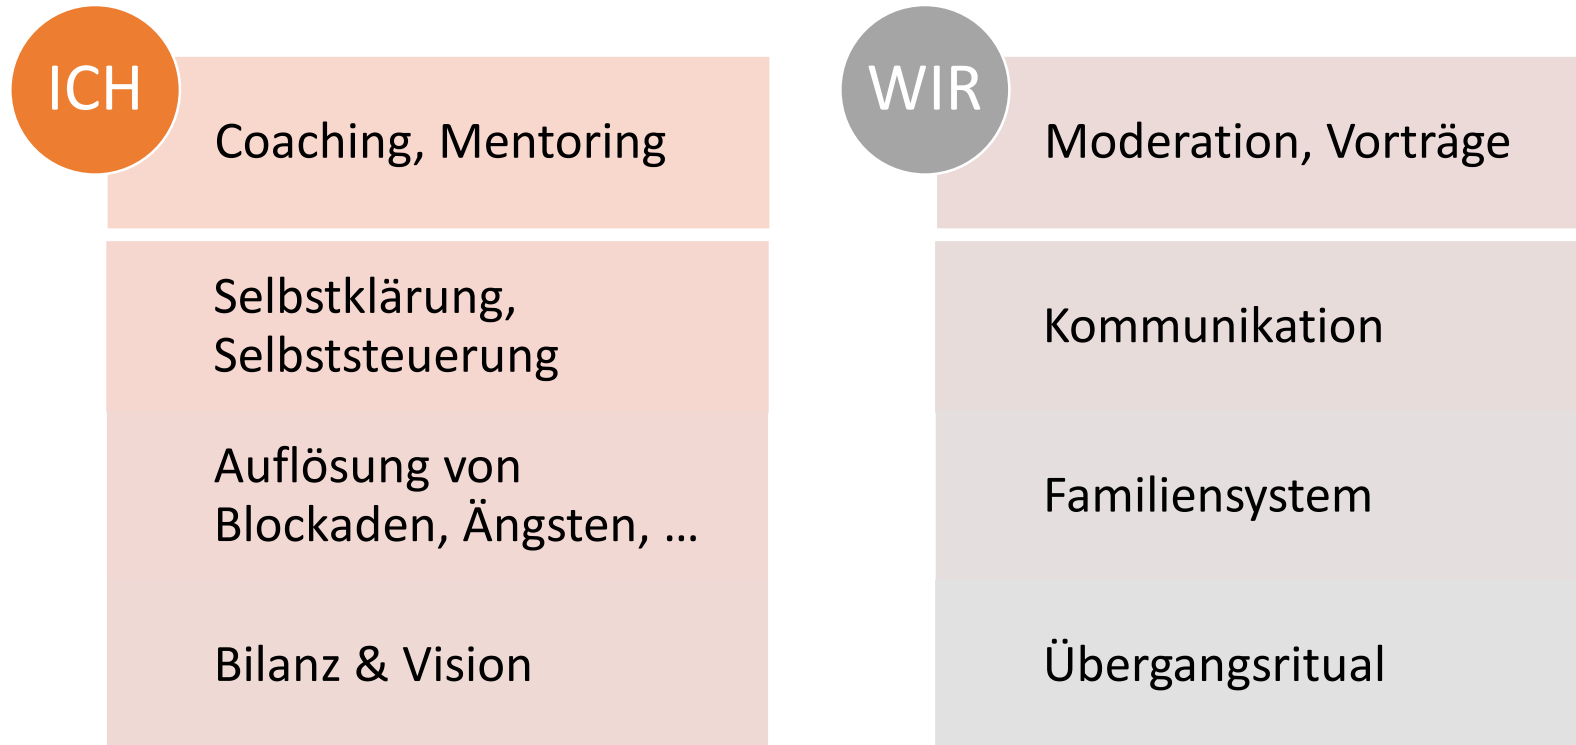 ICH
Coaching, Mentoring
Selbstklärung,
Selbststeuerung
Auflösung von
Blockaden, Ängsten, ...
Bilanz & Vision
WIR
Moderation, Vorträge
Kommunikation
Familiensystem
Übergangsritual